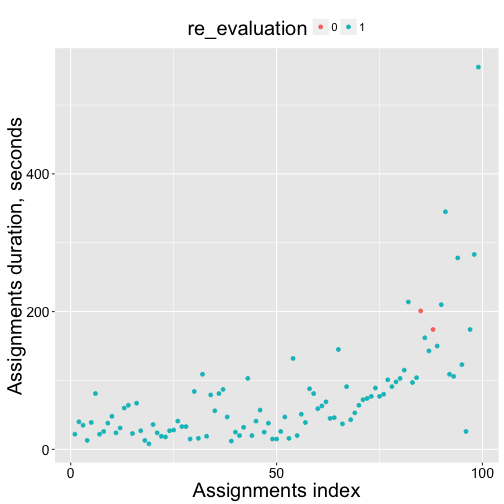 re_evaluation 0 1
Assignments duration, seconds
400
200
0
0 50 100
Assignments index